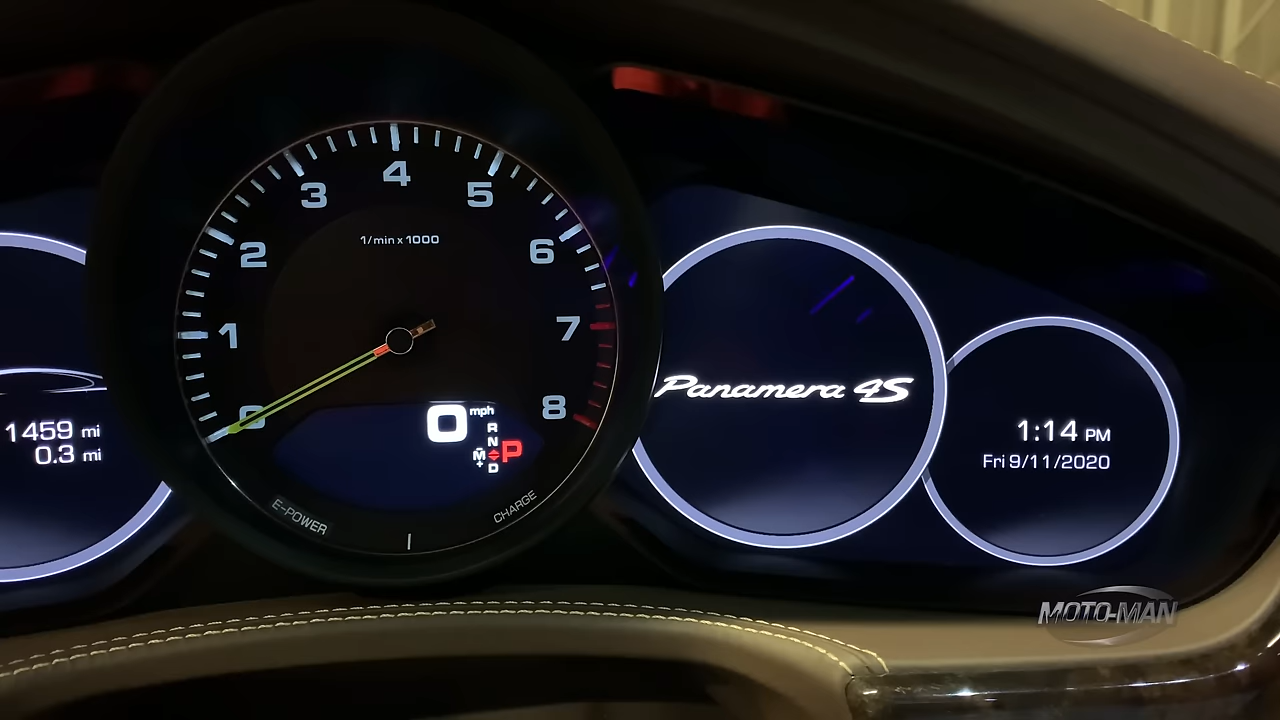 1459 mi
0.3 mi
0
1
2
3
4
5
6
7
8
1/min x 1000
0 mph
R
N
M P
+
D
E-POWER
CHARGE
Panamera 4S
1:14 PM
Fri 9/11/2020
MOTO-MAN